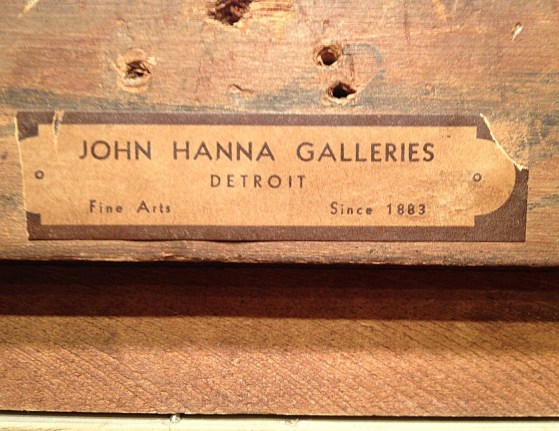 JOHN HANNA GALLERIES
DETROIT
Fine Arts Since 1883